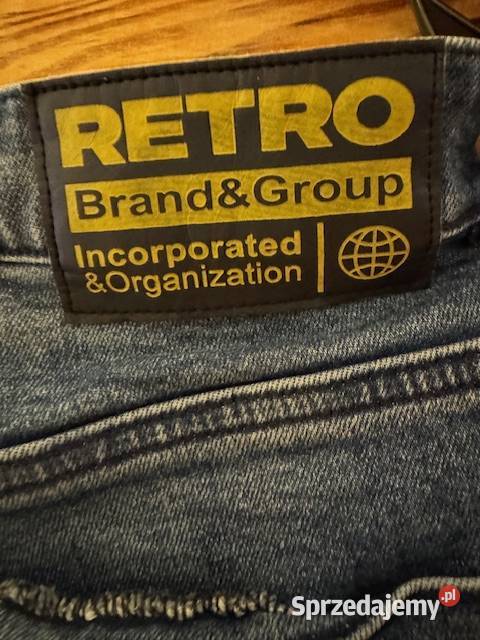 RETRO
Brand&Group
Incorporated
&Organization
Sprzedajemy.pl